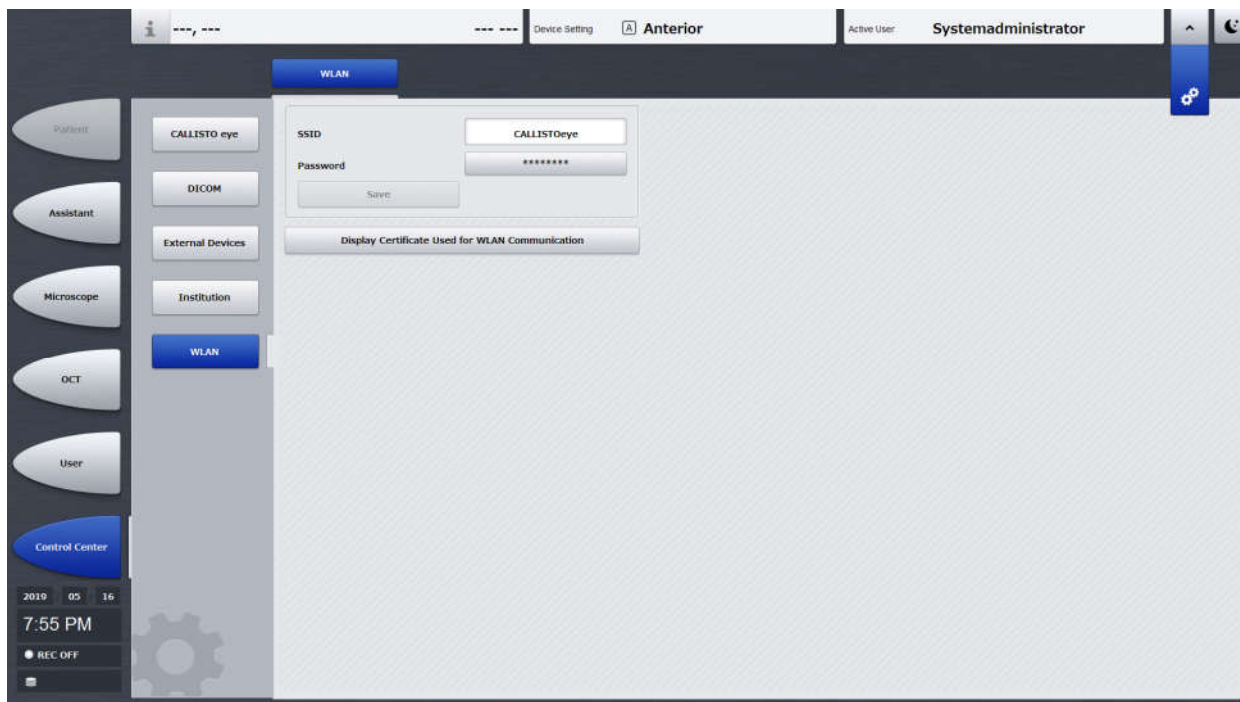 i ---, --- --- --- Device Setting A Anterior Active User Systemadministrator
WLAN
Patient
CALLISTO eye
SSID CALLISTOeye
Password ********
DICOM
Save
Assistant
External Devices
Display Certificate Used for WLAN Communication
Microscope
Institution
WLAN
OCT
User
Control Center
2019 05 16
7:55 PM
REC OFF